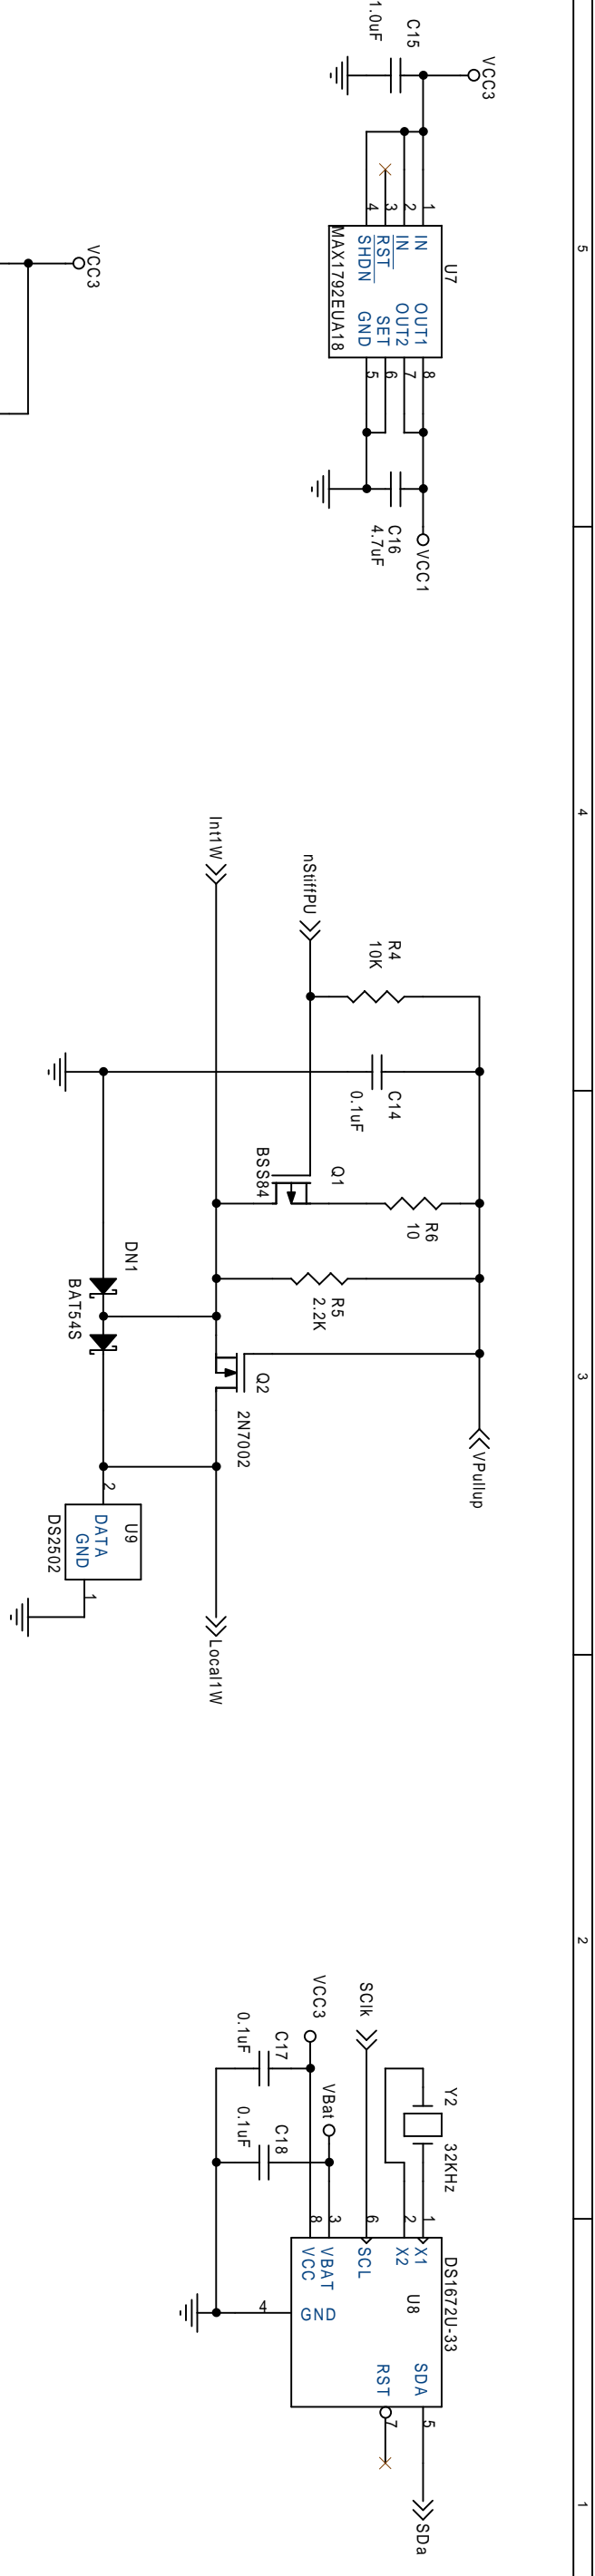 5
4
3
2
1
VCC3
C15
1.0uF
1
2
3
4
IN
IN
RST
SHDN
OUT1
OUT2
SET
GND
8
7
6
5
U7
MAX1792EUA18
C16
4.7uF
VCC1
VCC3
Int1W
nStiffPU
R4
10K
C14
0.1uF
Q1
BSS84
R6
10
R5
2.2K
DN1
BAT54S
Q2
2N7002
VPullup
2
U9
DATA
GND
DS2502
1
Local1W
Y2
32KHz
SClk
VCC3
C17
0.1uF
VBat
C18
0.1uF
1
2
6
3
8
X1
X2
SCL
VBAT
VCC
DS1672U-33
U8
GND
4
SDA
RST
5
7
SDa